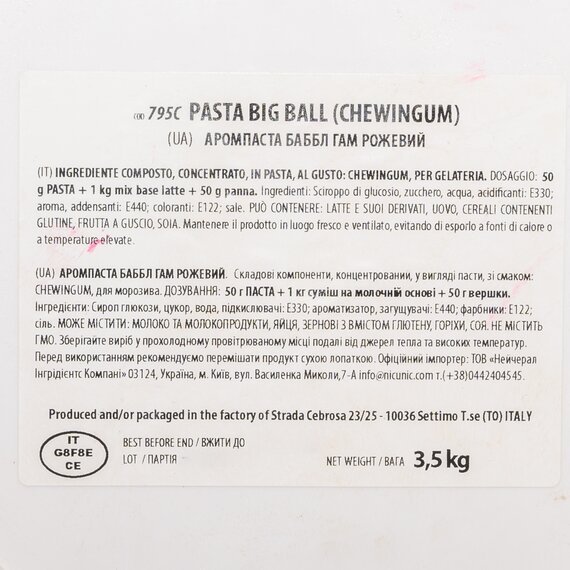 COD 795C PASTA BIG BALL (CHEWINGUM)
(UA) АРОМПАСТА БАББЛ ГАМ РОЖЕВИЙ
(IT) INGREDIENTE COMPOSTO, CONCENTRATO, IN PASTA, AL GUSTO: CHEWINGUM, PER GELATERIA. DOSAGGIO: 50
g PASTA + 1 kg mix base latte + 50 g panna. Ingredienti: Sciroppo di glucosio, zucchero, acqua, acidificanti: E330;
aroma, addensanti: E440; coloranti: E122; sale. PUÒ CONTENERE: LATTE E SUOI DERIVATI, UOVO, CEREALI CONTENENTI
GLUTINE, FRUTTA A GUSCIO, SOIA. Mantenere il prodotto in luogo fresco e ventilato, evitando di esporlo a fonti di calore o
a temperature elevate.
(UA) АРОМПАСТА БАББЛ ГАМ РОЖЕВИЙ. Складові компоненти, концентрований, у вигляді пасти, зі смаком:
CHEWINGUM, для морозива. ДОЗУВАННЯ: 50 г ПАСТА + 1 кг суміш на молочній основі + 50 г вершки.
Інгредієнти: Сироп глюкози, цукор, вода, підкислювачі: E330; ароматизатор, загущувачі: E440; фарбники: E122;
сіль. МОЖЕ МІСТИТИ: МОЛОКО ТА МОЛОКОПРОДУКТИ, ЯЙЦЯ, ЗЕРНОВІ З ВМІСТОМ ГЛЮТЕНУ, ГОРІХИ, СОЯ. НЕ МІСТИТЬ
ГМО. Зберігайте виріб у прохолодному провітрюваному місці подалі від джерел тепла та високих температур.
Перед використанням рекомендуємо перемішати продукт сухою лопаткою. Офіційний імпортер: ТОВ «Нейчерал
Інгрідієнтс Компані» 03124, Україна, м. Київ, вул. Василенка Миколи,7-А info@nicunic.com т.(+38)0442404545.
Produced and/or packaged in the factory of Strada Cebrosa 23/25 - 10036 Settimo T.se (TO) ITALY
IT
G8F8E
CE
BEST BEFORE END / ВЖИТИ ДО
LOT / ПАРТІЯ
NET WEIGHT / ВАГА 3,5 kg